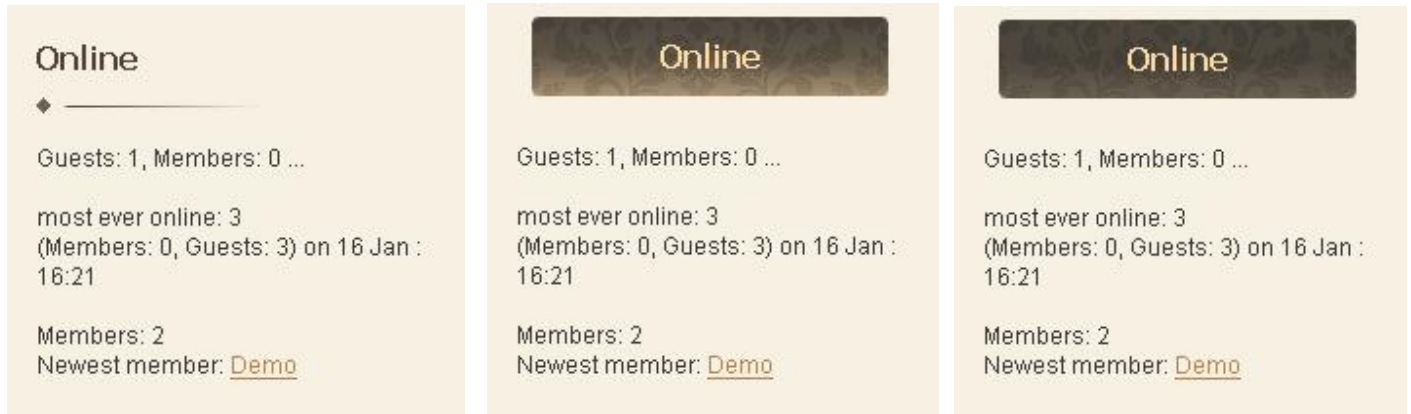 Online
Guests: 1, Members: 0 ...
most ever online: 3
(Members: 0, Guests: 3) on 16 Jan :
16:21
Members: 2
Newest member: Demo
Online
Guests: 1, Members: 0 ...
most ever online: 3
(Members: 0, Guests: 3) on 16 Jan :
16:21
Members: 2
Newest member: Demo
Online
Guests: 1, Members: 0 ...
most ever online: 3
(Members: 0, Guests: 3) on 16 Jan :
16:21
Members: 2
Newest member: Demo